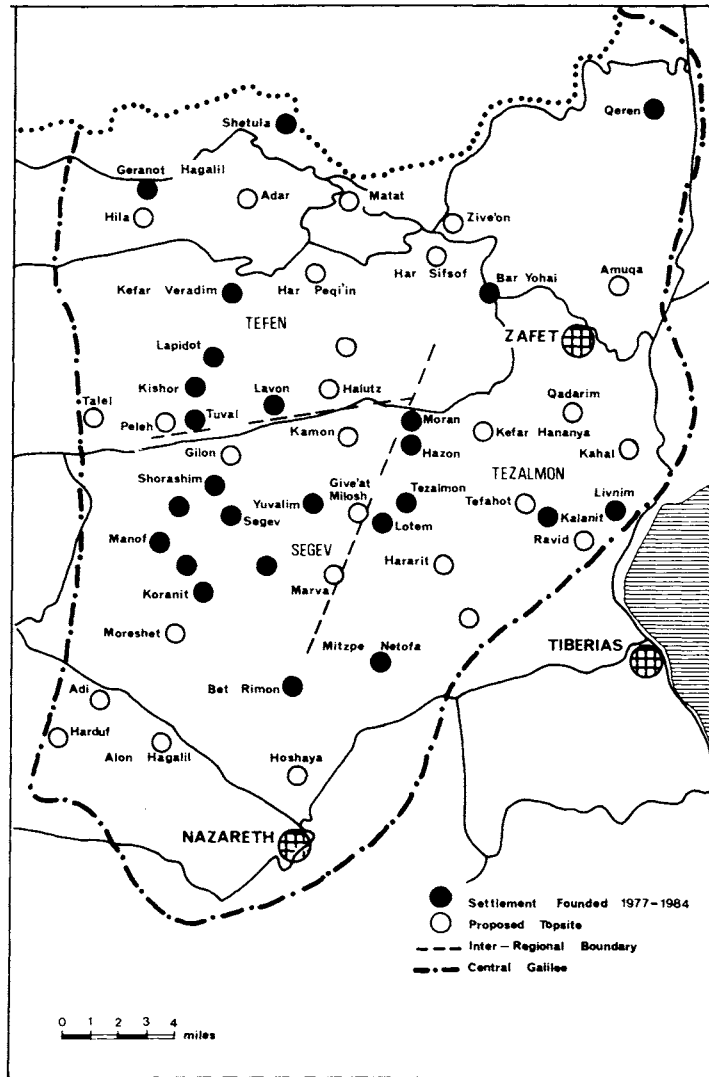 Shetula
Qeren
Geranot Hagalil
Adar
Matat
Hila
Zive'on
Har Sifsof
Har Peqi'in
Bar Yohai
Amuqa
Kefar Veradim
TEFEN
ZAFET
Lapidot
Kishor
Lavon
Halutz
Qadarim
Talel
Peleh
Tuval
Moran
Kamon
Kefar Hananya
Gilon
Hazon
Kahal
TEZALMON
Shorashim
Give'at Milosh
Tezalmon
Tefahot
Livnim
Yuvalim
Segev
Lotem
Kalanit
Manof
Ravid
SEGEV
Hararit
Marva
Koranit
Moreshet
Mitzpe Netofa
TIBERIAS
Bet Rimon
Adi
Harduf
Alon Hagalil
Hoshaya
NAZARETH
Settlement Founded 1977-1984
Proposed Topsite
Inter-Regional Boundary
Central Galilee
0 1 2 3 4
miles